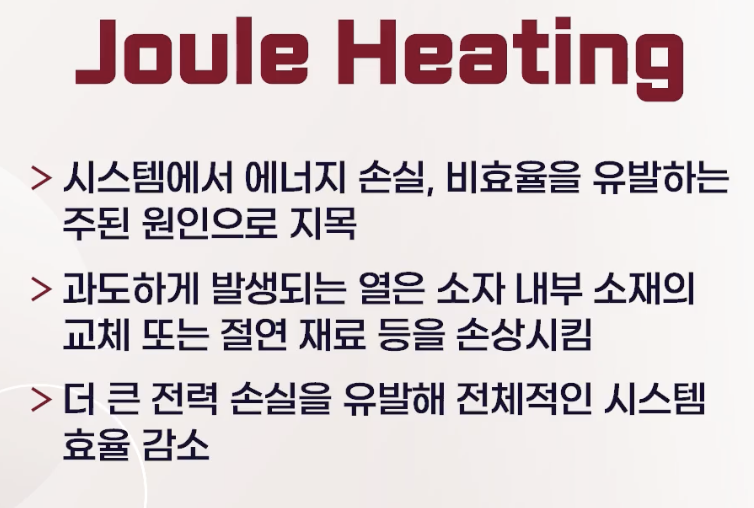 Joule Heating
> 시스템에서 에너지 손실, 비효율을 유발하는
주된 원인으로 지목
> 과도하게 발생되는 열은 소자 내부 소재의
교체 또는 절연 재료 등을 손상시킴
> 더 큰 전력 손실을 유발해 전체적인 시스템
효율 감소